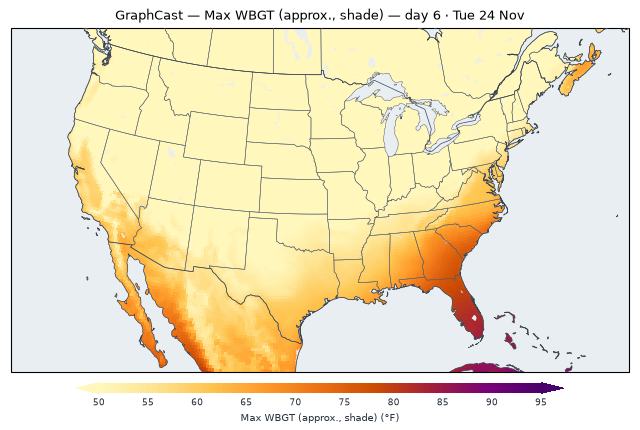 GraphCast — Max WBGT (approx., shade) — day 6 · Tue 24 Nov
50 55 60 65 70 75 80 85 90 95
Max WBGT (approx., shade) (°F)